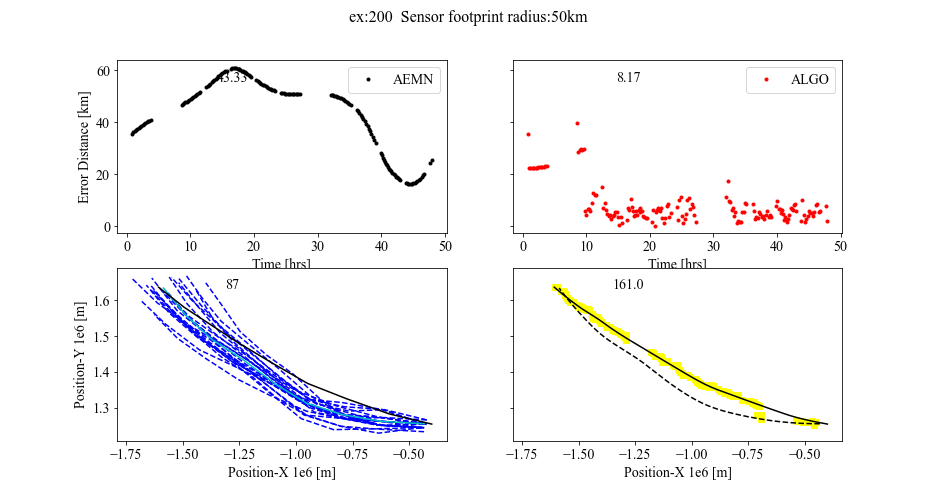 ex:200  Sensor footprint radius:50km
43.33
AEMN
8.17
ALGO
Error Distance [km]
60
40
20
0
0 10 20 30 40 50
0 10 20 30 40 50
Time [hrs]
Time [hrs]
87
161.0
Position-Y 1e6 [m]
1.6
1.5
1.4
1.3
−1.75 −1.50 −1.25 −1.00 −0.75 −0.50
−1.75 −1.50 −1.25 −1.00 −0.75 −0.50
Position-X 1e6 [m]
Position-X 1e6 [m]